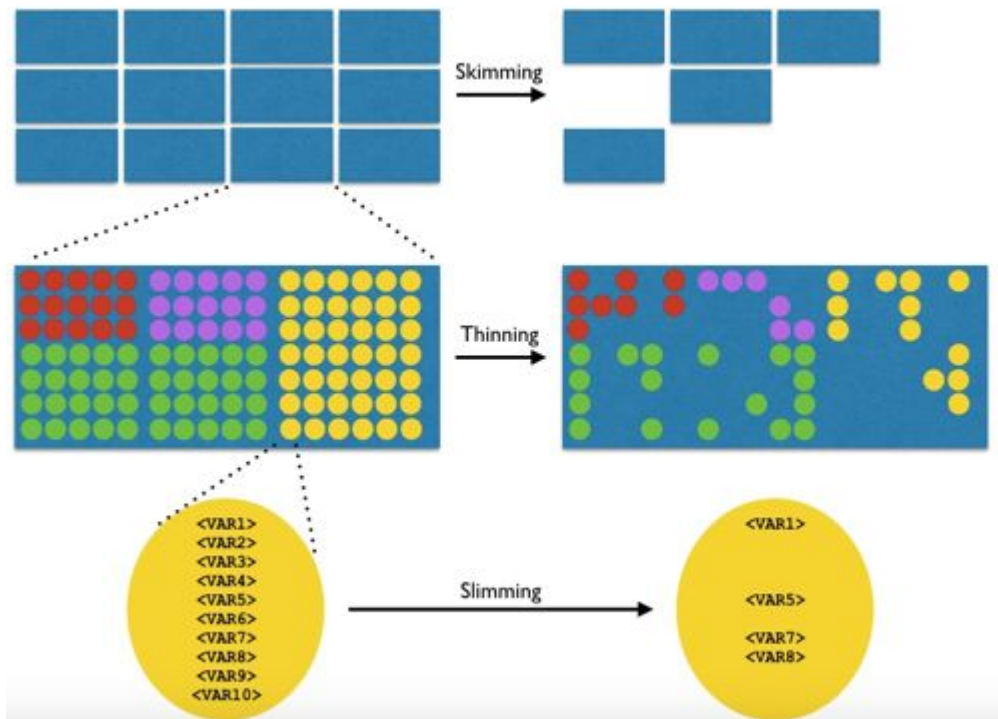 Skimming
Thinning
<VAR1>
<VAR2>
<VAR3>
<VAR4>
<VAR5>
<VAR6>
<VAR7>
<VAR8>
<VAR9>
<VAR10>
Slimming
<VAR1>
<VAR5>
<VAR7>
<VAR8>